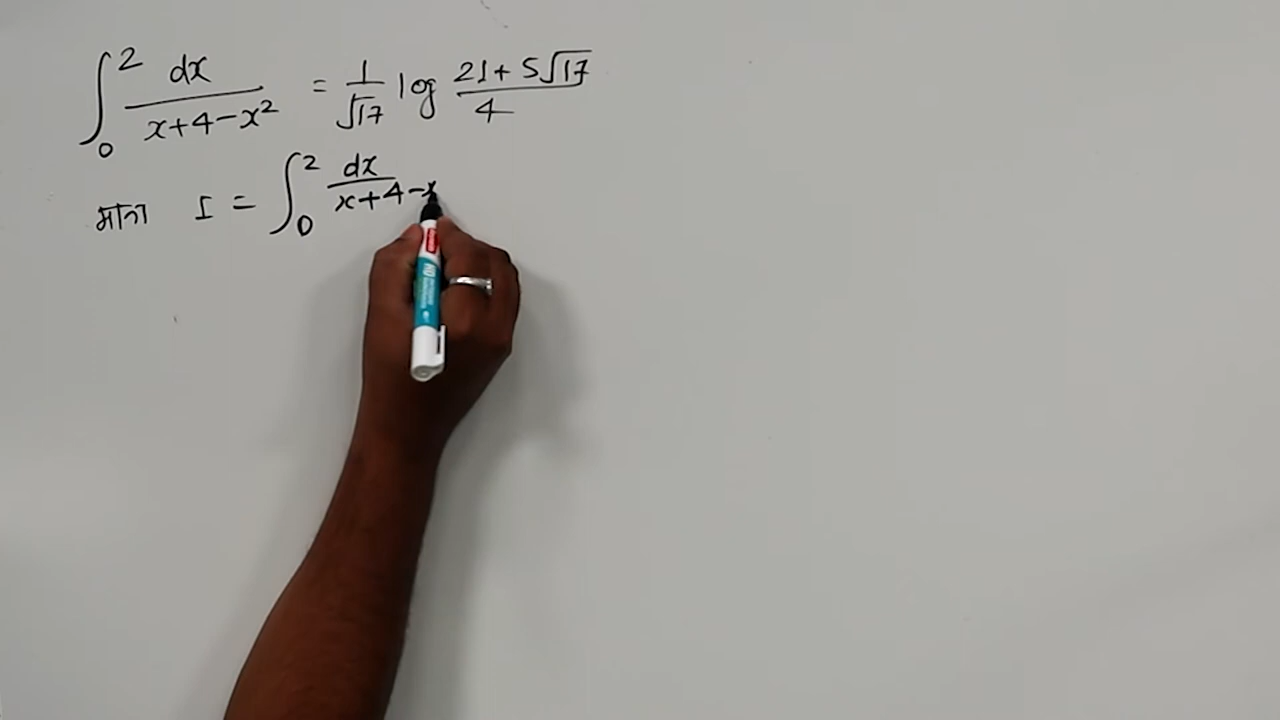 ∫₀² dx/(x+4-x²) = 1/√17 log (21+5√17)/4
माना I = ∫₀² dx/(x+4-x